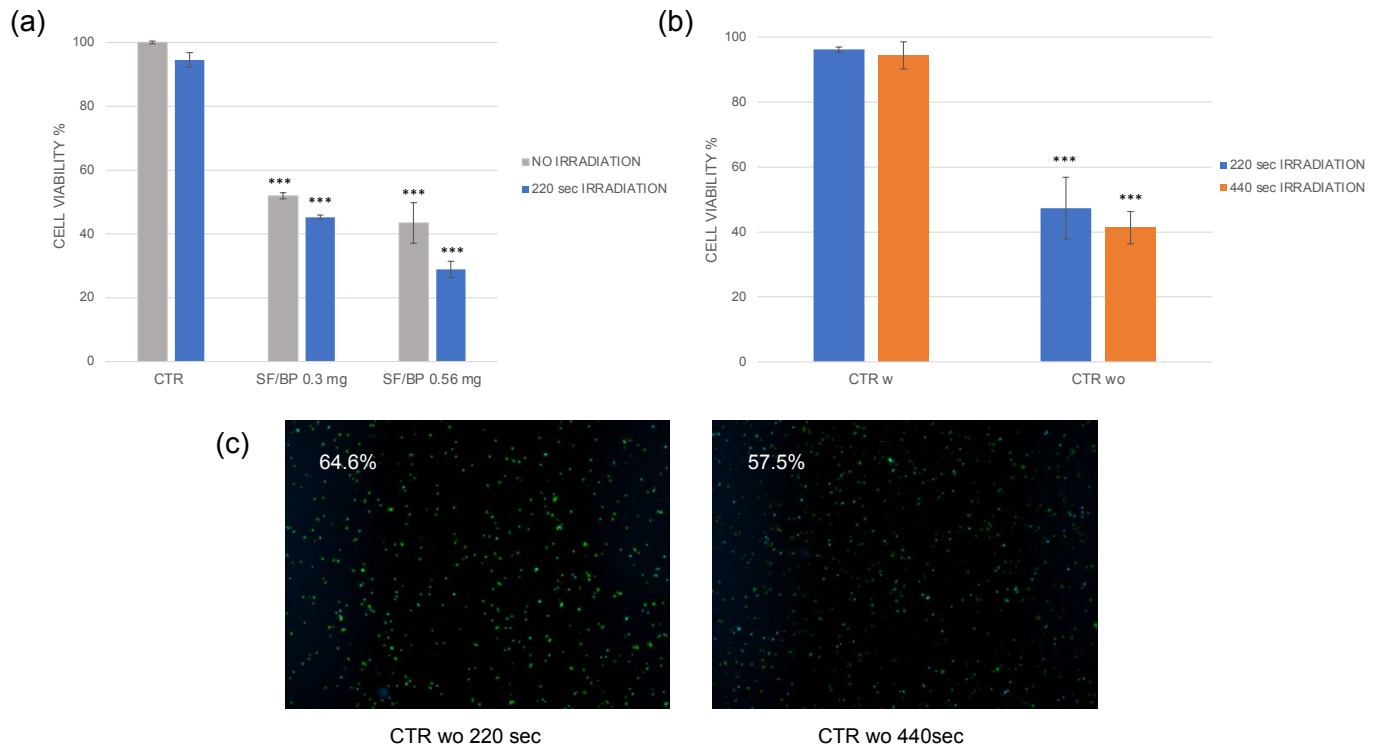 (a)
100
80
60
40
20
0
CELL VIABILITY %
***
***
***
***
CTR
SF/BP 0.3 mg
SF/BP 0.56 mg
NO IRRADIATION
220 sec IRRADIATION
(b)
100
80
60
40
20
0
CELL VIABILITY %
***
***
CTR w
CTR wo
220 sec IRRADIATION
440 sec IRRADIATION
(c)
64.6%
57.5%
CTR wo 220 sec
CTR wo 440sec